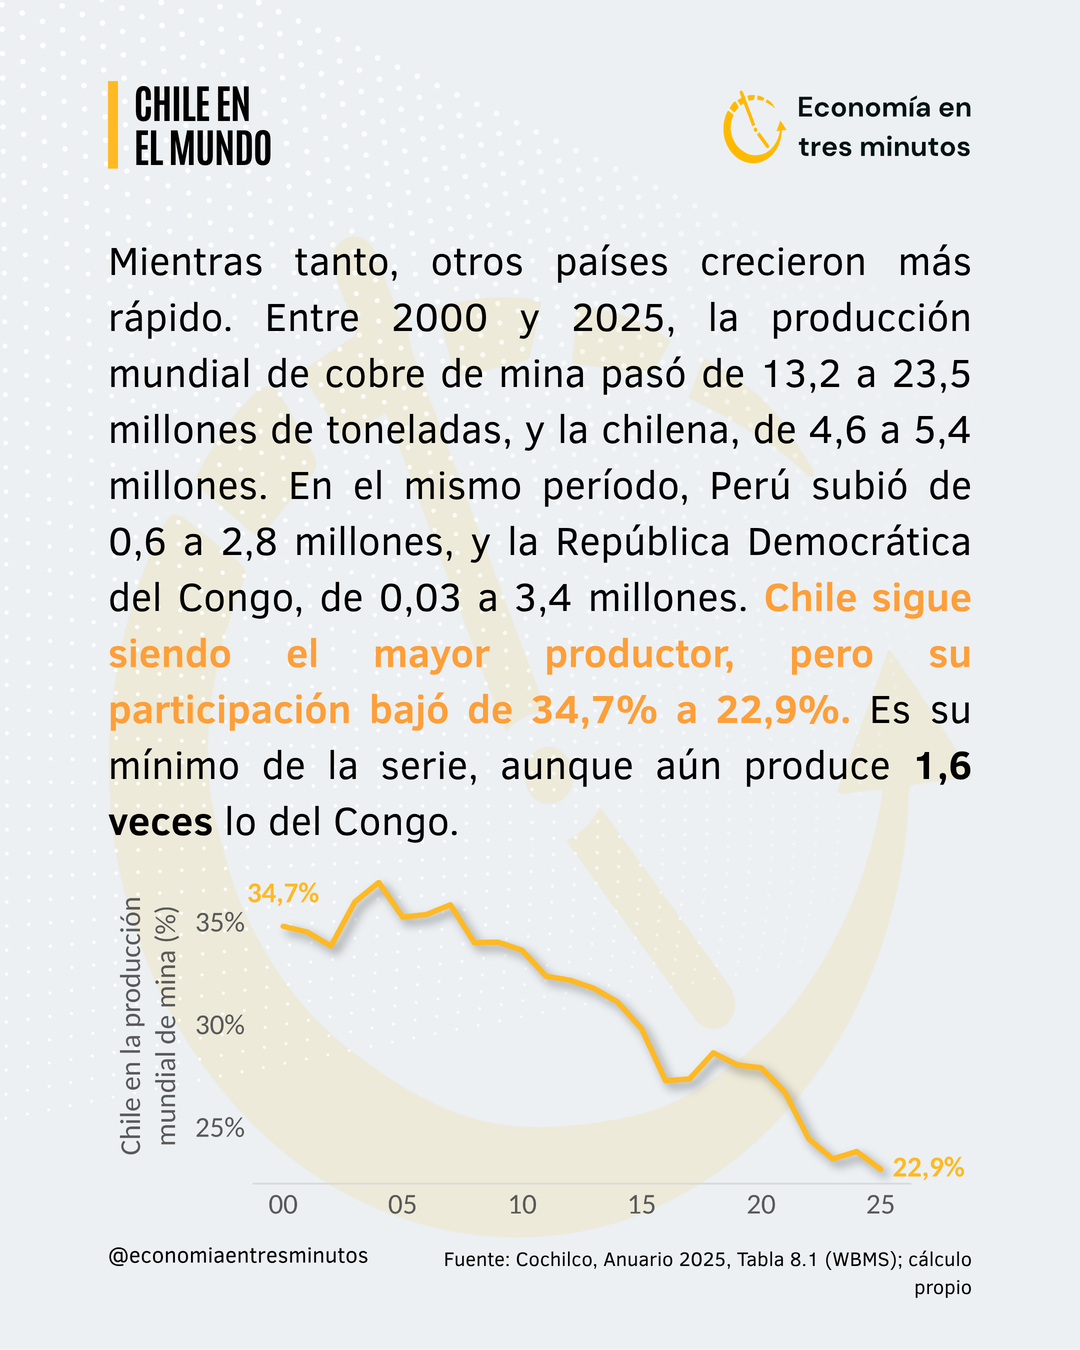 CHILE EN
EL MUNDO
Economía en
tres minutos
Mientras tanto, otros países crecieron más
rápido. Entre 2000 y 2025, la producción
mundial de cobre de mina pasó de 13,2 a 23,5
millones de toneladas, y la chilena, de 4,6 a 5,4
millones. En el mismo período, Perú subió de
0,6 a 2,8 millones, y la República Democrática
del Congo, de 0,03 a 3,4 millones. Chile sigue
siendo el mayor productor, pero su
participación bajó de 34,7% a 22,9%. Es su
mínimo de la serie, aunque aún produce 1,6
veces lo del Congo.
Chile en la producción
mundial de mina (%)
34,7%
35%
30%
25%
22,9%
00 05 10 15 20 25
@economiaentresminutos
Fuente: Cochilco, Anuario 2025, Tabla 8.1 (WBMS); cálculo
propio